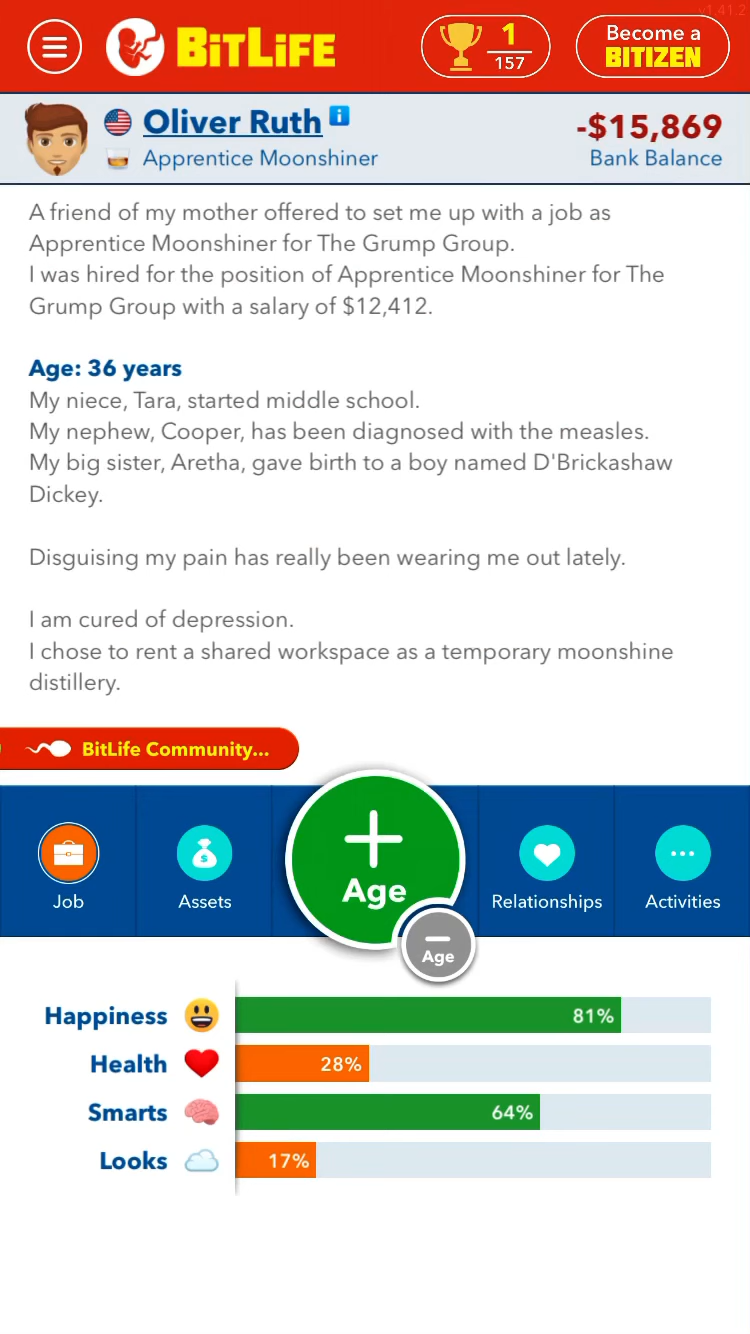 v1.41.2
BITLIFE
1
157
Become a
BITIZEN
Oliver Ruth i
-$15,869
Apprentice Moonshiner
Bank Balance
A friend of my mother offered to set me up with a job as
Apprentice Moonshiner for The Grump Group.
I was hired for the position of Apprentice Moonshiner for The
Grump Group with a salary of $12,412.
Age: 36 years
My niece, Tara, started middle school.
My nephew, Cooper, has been diagnosed with the measles.
My big sister, Aretha, gave birth to a boy named D'Brickashaw
Dickey.
Disguising my pain has really been wearing me out lately.
I am cured of depression.
I chose to rent a shared workspace as a temporary moonshine
distillery.
BitLife Community...
Job
Assets
Age
Age
Relationships
Activities
Happiness 81%
Health 28%
Smarts 64%
Looks 17%